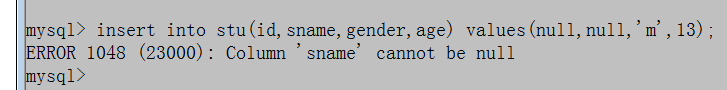 mysql> insert into stu(id,sname,gender,age) values(null,null,'m',13);
ERROR 1048 (23000): Column 'sname' cannot be null
mysql>